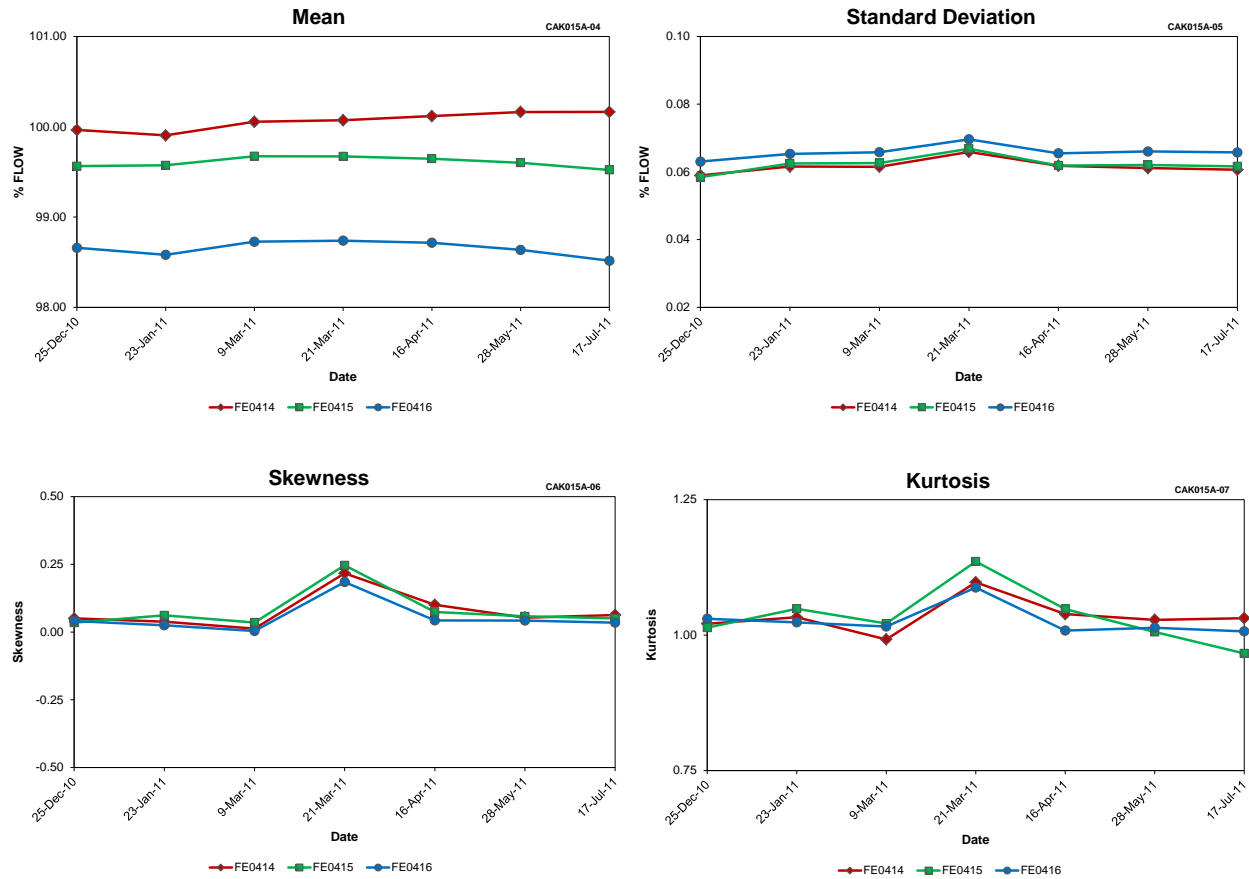 Mean
CAK015A-04
101.00
100.00
99.00
98.00
% FLOW
25-Dec-10
23-Jan-11
9-Mar-11
21-Mar-11
16-Apr-11
28-May-11
17-Jul-11
Date
FE0414 FE0415 FE0416
Standard Deviation
CAK015A-05
0.10
0.08
0.06
0.04
0.02
% FLOW
25-Dec-10
23-Jan-11
9-Mar-11
21-Mar-11
16-Apr-11
28-May-11
17-Jul-11
Date
FE0414 FE0415 FE0416
Skewness
CAK015A-06
0.50
0.25
0.00
-0.25
-0.50
Skewness
25-Dec-10
23-Jan-11
9-Mar-11
21-Mar-11
16-Apr-11
28-May-11
17-Jul-11
Date
FE0414 FE0415 FE0416
Kurtosis
CAK015A-07
1.25
1.00
0.75
Kurtosis
25-Dec-10
23-Jan-11
9-Mar-11
21-Mar-11
16-Apr-11
28-May-11
17-Jul-11
Date
FE0414 FE0415 FE0416